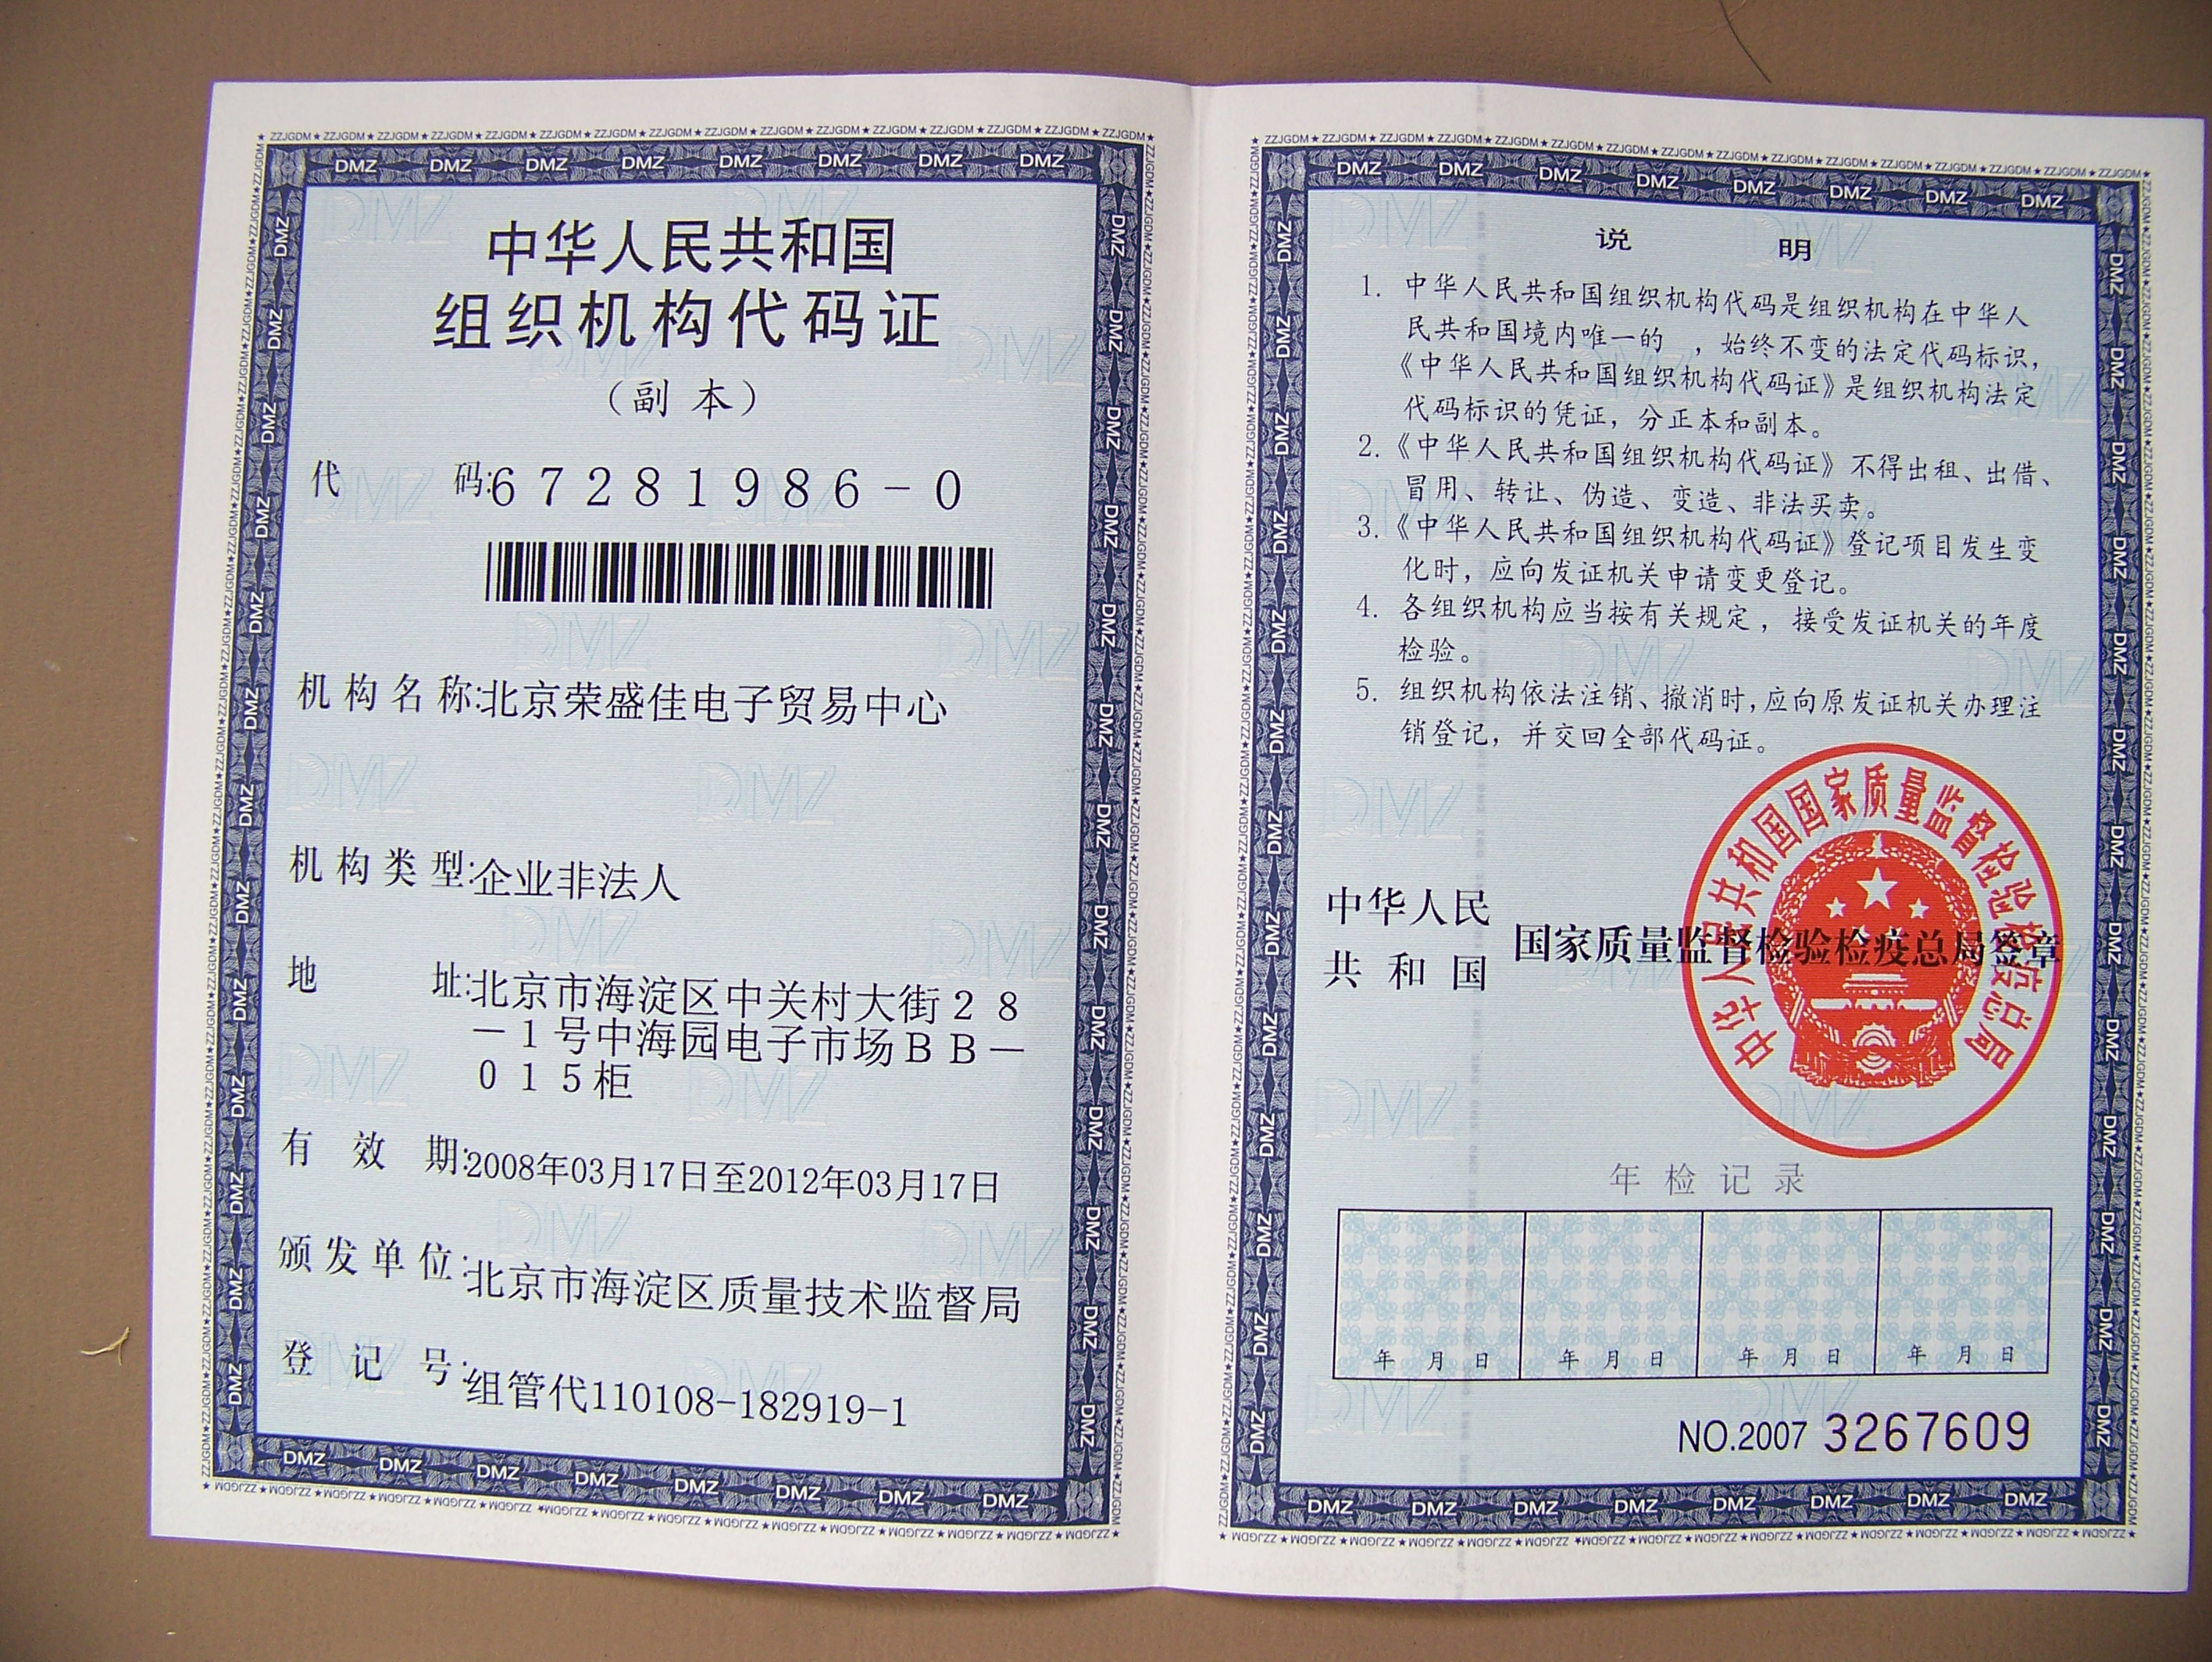 中华人民共和国
组织机构代码证
（副 本）
代 码:67281986-0
机构名称:北京荣盛佳电子贸易中心
机构类型:企业非法人
地 址:北京市海淀区中关村大街28
－1号中海园电子市场BB－
015柜
有 效 期:2008年03月17日至2012年03月17日
颁发单位:北京市海淀区质量技术监督局
登 记 号:组管代110108-182919-1
说 明
1. 中华人民共和国组织机构代码是组织机构在中华人
民共和国境内唯一的 ，始终不变的法定代码标识，
《中华人民共和国组织机构代码证》是组织机构法定
代码标识的凭证，分正本和副本。
2.《中华人民共和国组织机构代码证》不得出租、出借、
冒用、转让、伪造、变造、非法买卖。
3.《中华人民共和国组织机构代码证》登记项目发生变
化时，应向发证机关申请变更登记。
4. 各组织机构应当按有关规定，接受发证机关的年度
检验。
5. 组织机构依法注销、撤消时，应向原发证机关办理注
销登记，并交回全部代码证。
中华人民
共和国
国家质量监督检验检疫总局签章
中华人民共和国国家质量监督检验检疫总局
年检记录
年 月 日 年 月 日 年 月 日 年 月 日
NO.2007 3267609